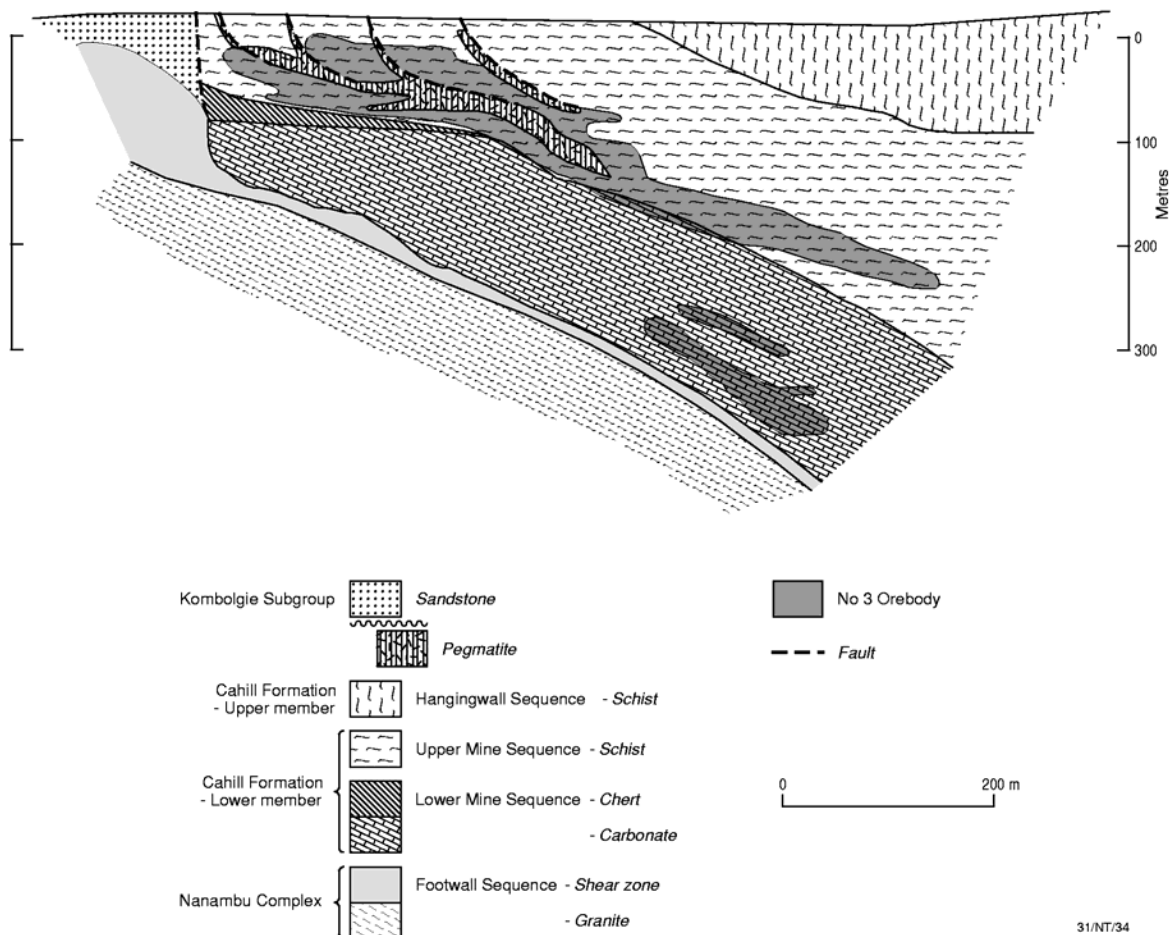 0
100
200
300
Metres
Kombolgie Subgroup
Sandstone
Pegmatite
Cahill Formation
- Upper member
Hangingwall Sequence - Schist
Cahill Formation
- Lower member
Upper Mine Sequence - Schist
Lower Mine Sequence - Chert
- Carbonate
Nanambu Complex
Footwall Sequence - Shear zone
- Granite
No 3 Orebody
Fault
0 200 m
31/NT/34